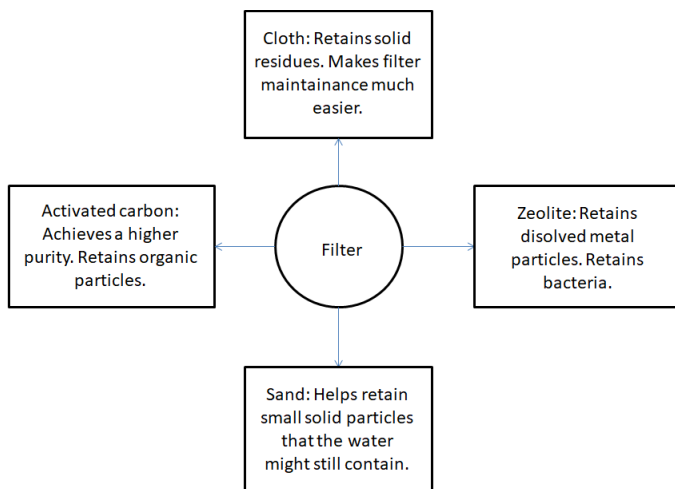 Cloth: Retains solid
residues. Makes filter
maintainance much
easier.
Activated carbon:
Achieves a higher
purity. Retains organic
particles.
Filter
Zeolite: Retains
disolved metal
particles. Retains
bacteria.
Sand: Helps retain
small solid particles
that the water
might still contain.